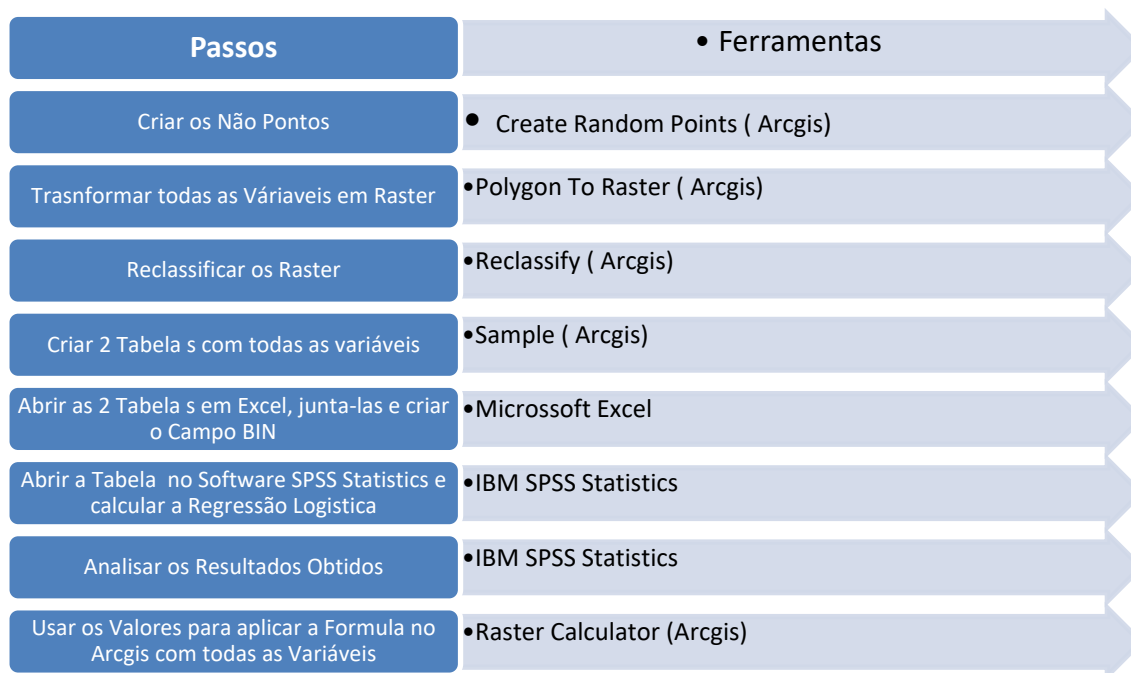 Passos
• Ferramentas
Criar os Não Pontos
• Create Random Points ( Arcgis)
Trasnformar todas as Váriaveis em Raster
•Polygon To Raster ( Arcgis)
Reclassificar os Raster
•Reclassify ( Arcgis)
Criar 2 Tabela s com todas as variáveis
•Sample ( Arcgis)
Abrir as 2 Tabela s em Excel, junta-las e criar
o Campo BIN
•Microssoft Excel
Abrir a Tabela no Software SPSS Statistics e
calcular a Regressão Logistica
•IBM SPSS Statistics
Analisar os Resultados Obtidos
•IBM SPSS Statistics
Usar os Valores para aplicar a Formula no
Arcgis com todas as Variáveis
•Raster Calculator (Arcgis)